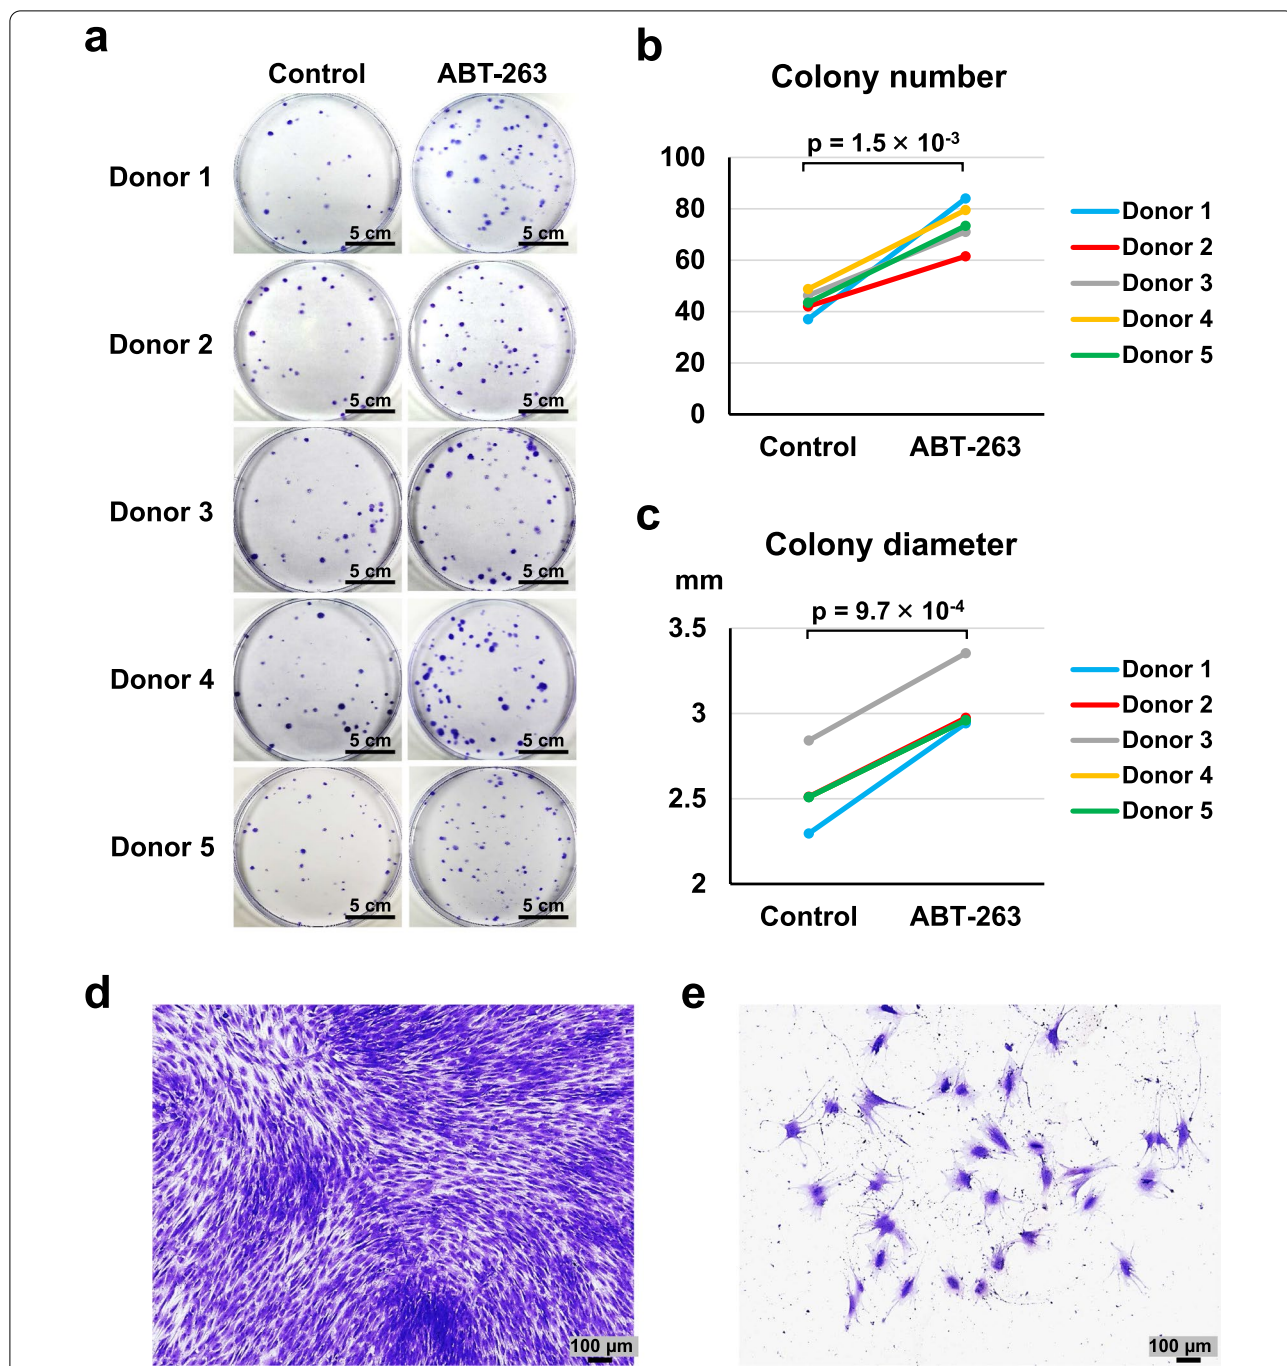 a
Control ABT-263
Donor 1
5 cm 5 cm
Donor 2
5 cm 5 cm
Donor 3
5 cm 5 cm
Donor 4
5 cm 5 cm
Donor 5
5 cm 5 cm
b
Colony number
p = 1.5 × 10-3
100
80
60
40
20
0
Control ABT-263
Donor 1
Donor 2
Donor 3
Donor 4
Donor 5
c
Colony diameter
mm
p = 9.7 × 10-4
3.5
3
2.5
2
Control ABT-263
Donor 1
Donor 2
Donor 3
Donor 4
Donor 5
d
100 µm
e
100 µm